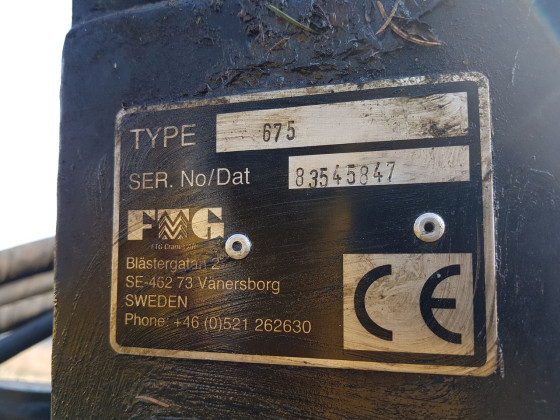 TYPE 675
SER. No/Dat 83545847
FMG
Blästergatan 2
SE-462 73 Vänersborg
SWEDEN
Phone: +46 (0)521 262630
CE